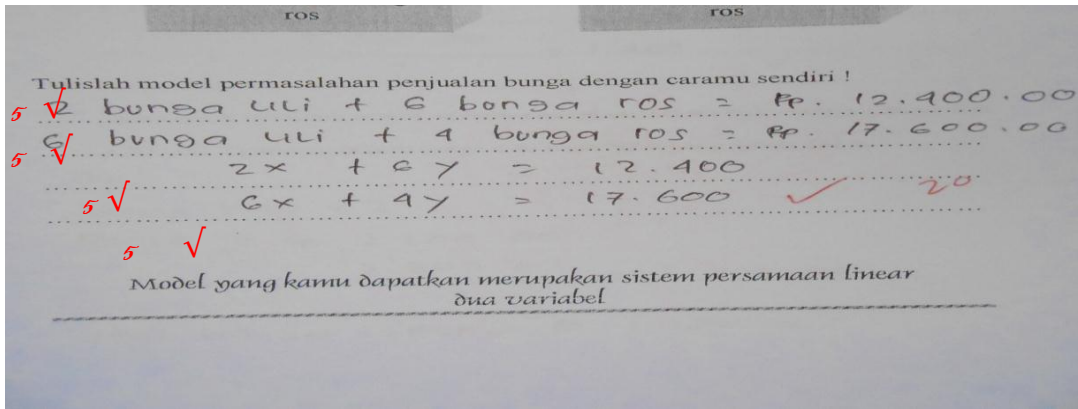 ros ros
Tulislah model permasalahan penjualan bunga dengan caramu sendiri !
5 √ 2 bunga lili + 6 bonga ros = Rp. 12.400.00
5 √ 6 bunga lili + 4 bunga ros = Rp. 17.600.00
2x + 6y = 12.400
5 √ 6x + 4y = 17.600 ✓ 20
5 √
Model yang kamu dapatkan merupakan sistem persamaan linear
dua variabel